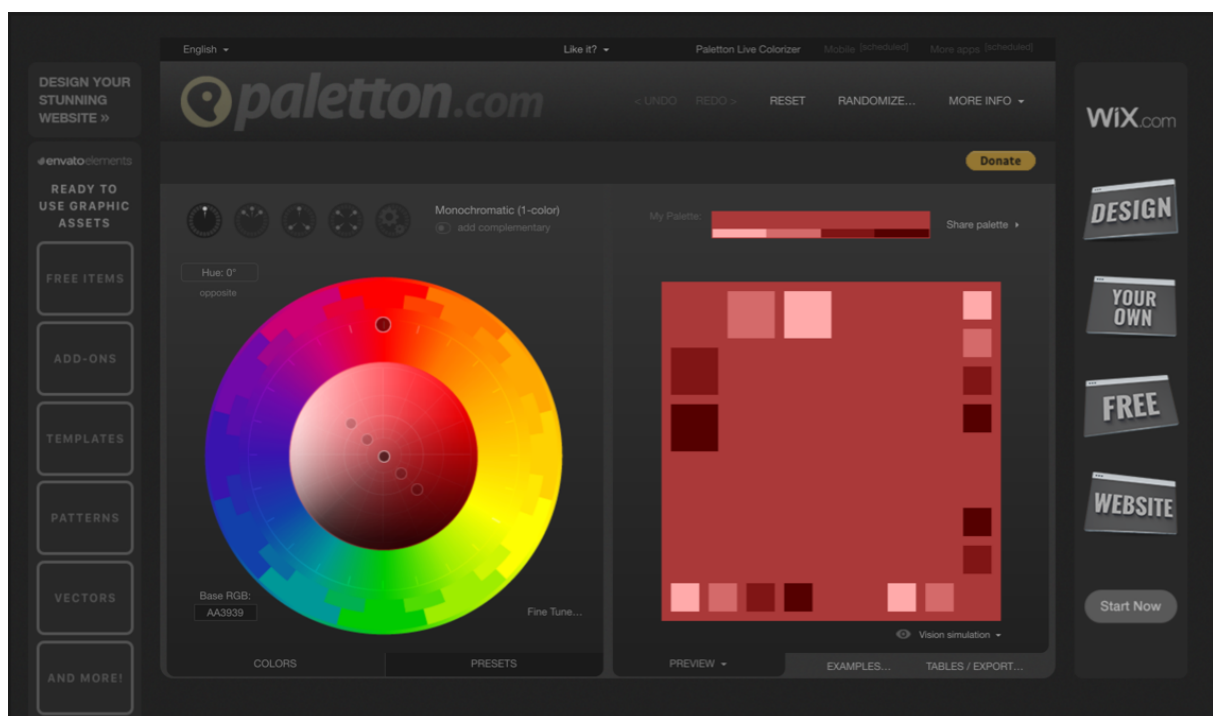 English
Like it?
Paletton Live Colorizer
Mobile [scheduled]
More apps [scheduled]
DESIGN YOUR
STUNNING
WEBSITE »
envatoelements
READY TO
USE GRAPHIC
ASSETS
FREE ITEMS
ADD-ONS
TEMPLATES
PATTERNS
VECTORS
AND MORE!
paletton.com
< UNDO
REDO >
RESET
RANDOMIZE...
MORE INFO
Donate
Monochromatic (1-color)
add complementary
Hue: 0°
opposite
Base RGB:
AA3939
Fine Tune...
COLORS
PRESETS
My Palette:
Share palette
Vision simulation
PREVIEW
EXAMPLES...
TABLES / EXPORT...
WiX.com
DESIGN
YOUR
OWN
FREE
WEBSITE
Start Now